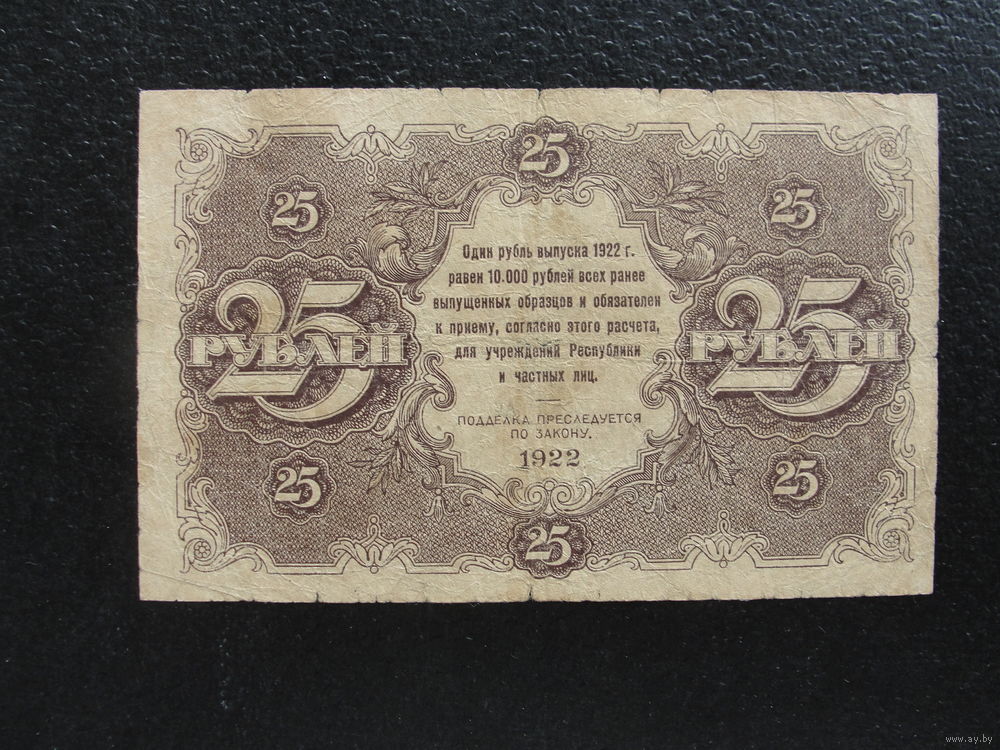 25
25 25
Один рубль выпуска 1922 г.
равен 10.000 рублей всех ранее
выпущенных образцов и обязателен
к приему, согласно этого расчета,
для учреждений Республики
и частных лиц.
25 РУБЛЕЙ 25 РУБЛЕЙ
ПОДДЕЛКА ПРЕСЛЕДУЕТСЯ
ПО ЗАКОНУ.
1922
25 25
25
www.ay.by